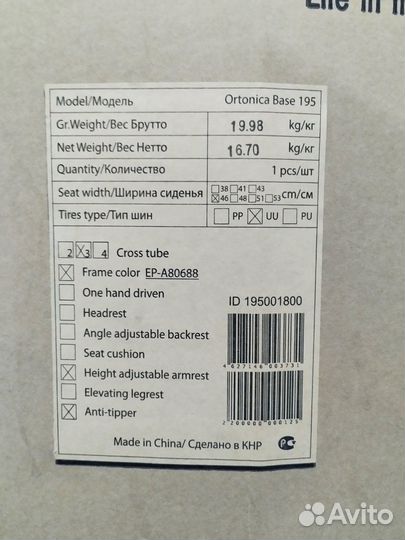 Life in m
Model/Модель Ortonica Base 195
Gr.Weight/Вес Брутто 19.98 kg/кг
Net Weight/Вес Нетто 16.70 kg/кг
Quantity/Количество 1 pcs/шт
Seat width/Ширина сиденья 38 41 43
46 48 51 53 cm/см
Tires type/Тип шин PP UU PU
2 3 4 Cross tube
Frame color EP-A80688
One hand driven
ID 195001800
Headrest
Angle adjustable backrest
Seat cushion
4627146003731
Height adjustable armrest
Elevating legrest
Anti-tipper
2200000000125
Made in China/ Сделано в КНР
Avito